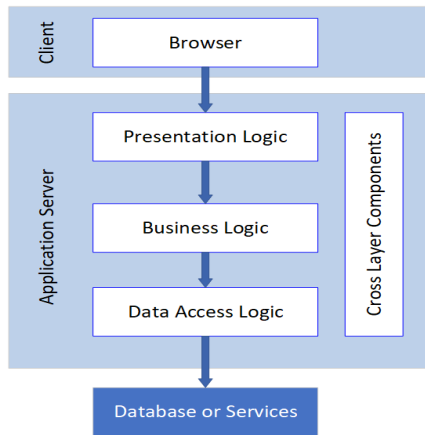 Client
Browser
Application Server
Presentation Logic
Business Logic
Data Access Logic
Cross Layer Components
Database or Services